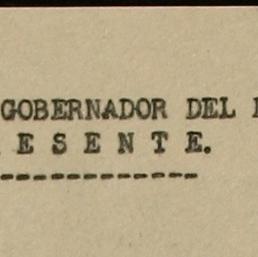 GOBERNADOR DEL
E S E N T E.
-------------